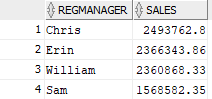 REGMANAGER SALES
1 Chris 2493762.8
2 Erin 2366343.86
3 William 2360868.33
4 Sam 1568582.35